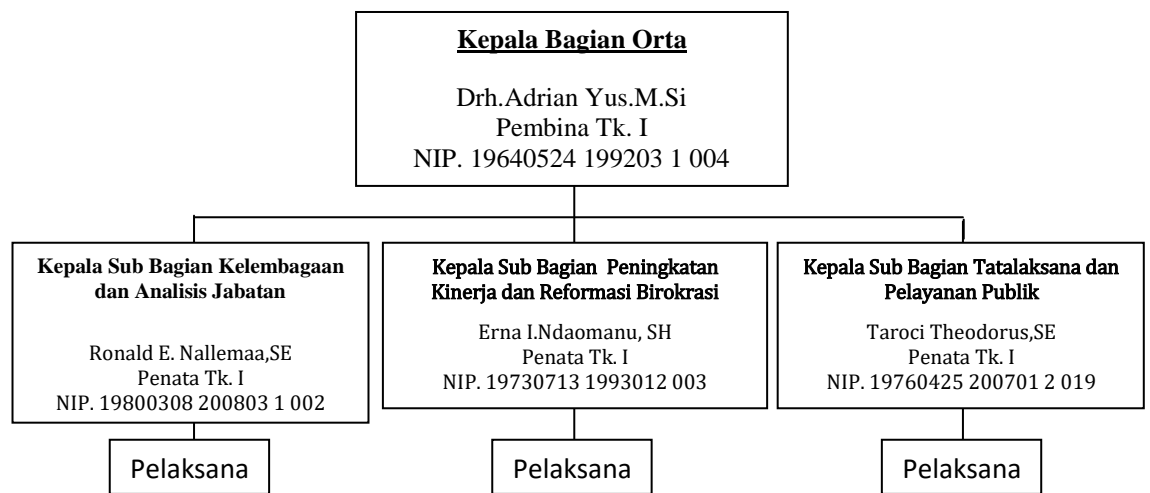 Kepala Bagian Orta
Drh.Adrian Yus.M.Si
Pembina Tk. I
NIP. 19640524 199203 1 004
Kepala Sub Bagian Kelembagaan
dan Analisis Jabatan
Ronald E. Nallemaa,SE
Penata Tk. I
NIP. 19800308 200803 1 002
Kepala Sub Bagian Peningkatan
Kinerja dan Reformasi Birokrasi
Erna I.Ndaomanu, SH
Penata Tk. I
NIP. 19730713 1993012 003
Kepala Sub Bagian Tatalaksana dan
Pelayanan Publik
Taroci Theodorus,SE
Penata Tk. I
NIP. 19760425 200701 2 019
Pelaksana
Pelaksana
Pelaksana